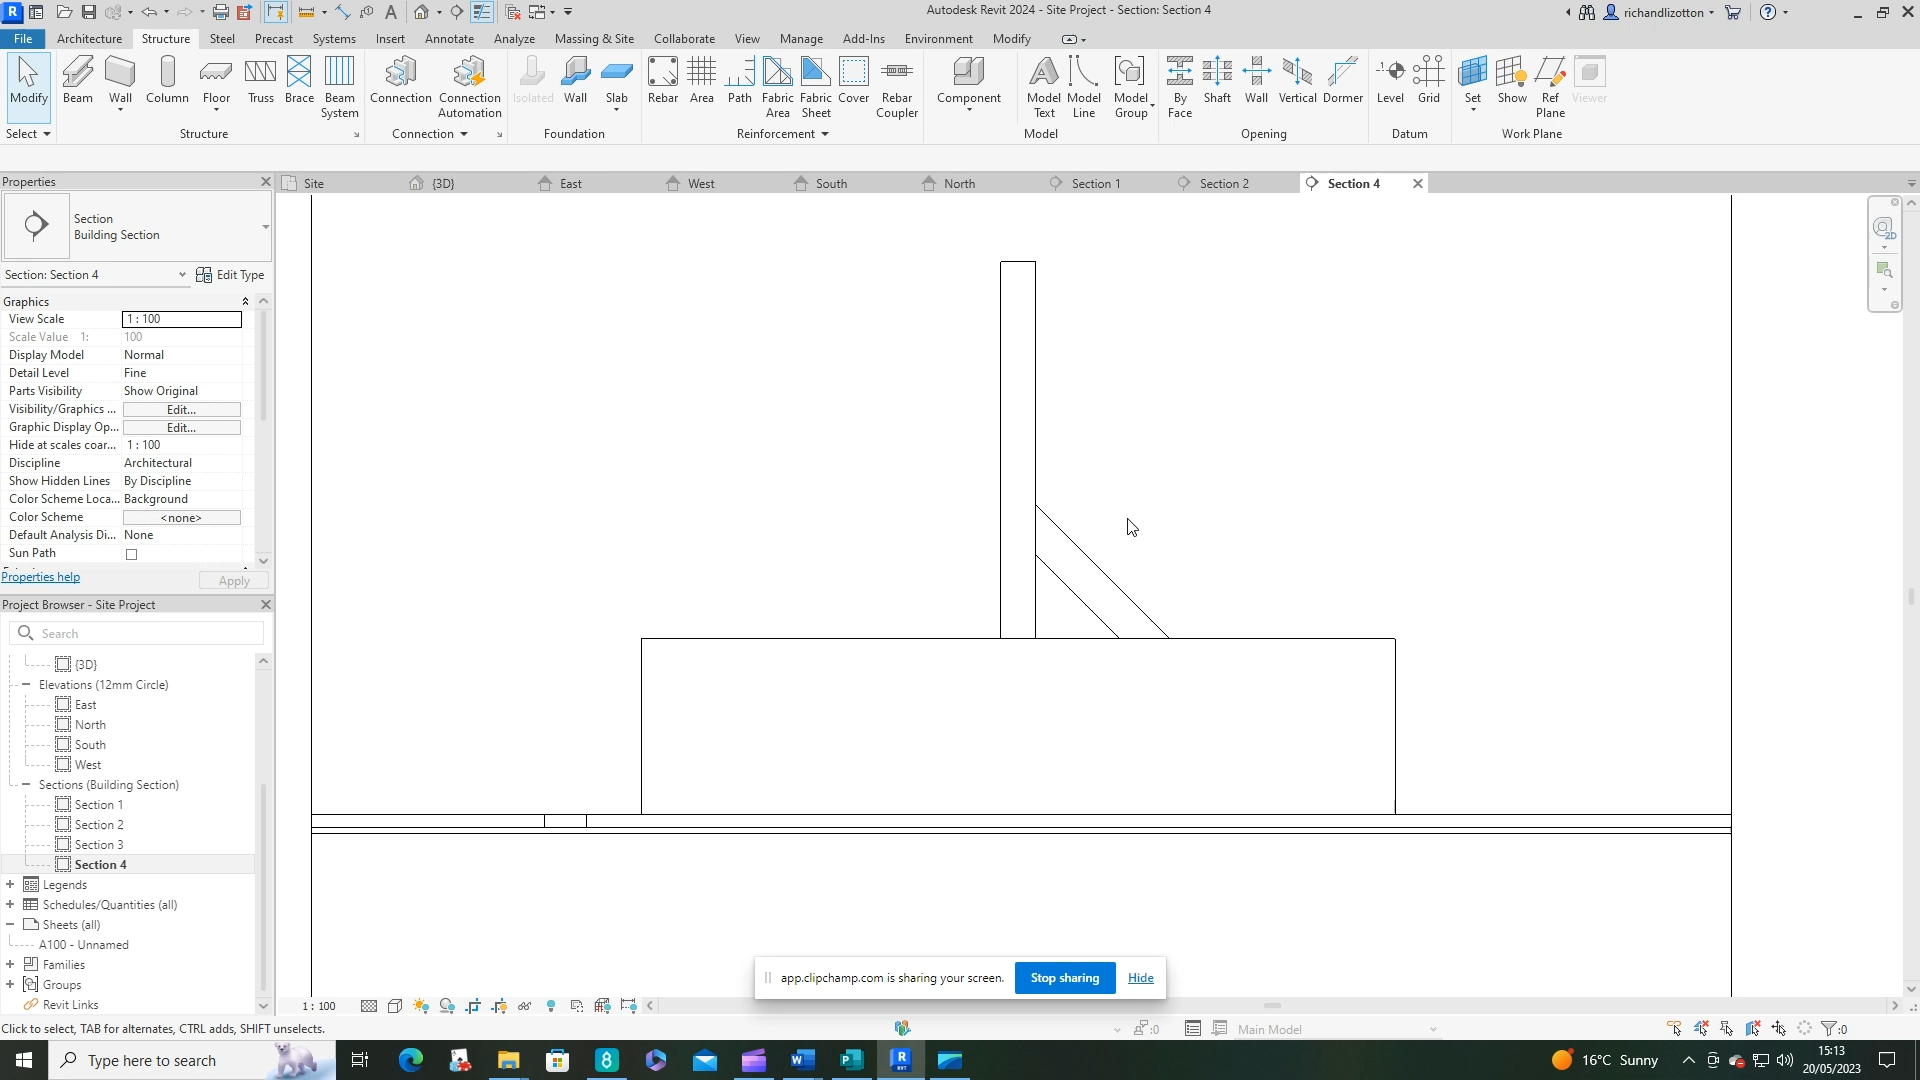 Autodesk Revit 2024 - Site Project - Section: Section 4
richandlizotton
File Architecture Structure Steel Precast Systems Insert Annotate Analyze Massing & Site Collaborate View Manage Add-Ins Environment Modify
Modify Beam Wall Column Floor Truss Brace Beam System Connection Connection Automation Isolated Wall Slab Rebar Area Path Fabric Area Fabric Sheet Cover Rebar Coupler Component Model Text Model Line Model Group By Face Shaft Wall Vertical Dormer Level Grid Set Show Ref Plane Viewer
Select Structure Connection Foundation Reinforcement Model Opening Datum Work Plane
Properties
Site {3D} East West South North Section 1 Section 2 Section 4
Section
Building Section
Section: Section 4 Edit Type
Graphics
View Scale 1 : 100
Scale Value 1: 100
Display Model Normal
Detail Level Fine
Parts Visibility Show Original
Visibility/Graphics ... Edit...
Graphic Display Op... Edit...
Hide at scales coar... 1 : 100
Discipline Architectural
Show Hidden Lines By Discipline
Color Scheme Loca... Background
Color Scheme <none>
Default Analysis Di... None
Sun Path
Properties help Apply
Project Browser - Site Project
Search
{3D}
Elevations (12mm Circle)
East
North
South
West
Sections (Building Section)
Section 1
Section 2
Section 3
Section 4
Legends
Schedules/Quantities (all)
Sheets (all)
A100 - Unnamed
Families
Groups
Revit Links
2D
app.clipchamp.com is sharing your screen. Stop sharing Hide
1 : 100
Click to select, TAB for alternates, CTRL adds, SHIFT unselects.
:0 Main Model :0
Type here to search
16°C Sunny
15:13
20/05/2023